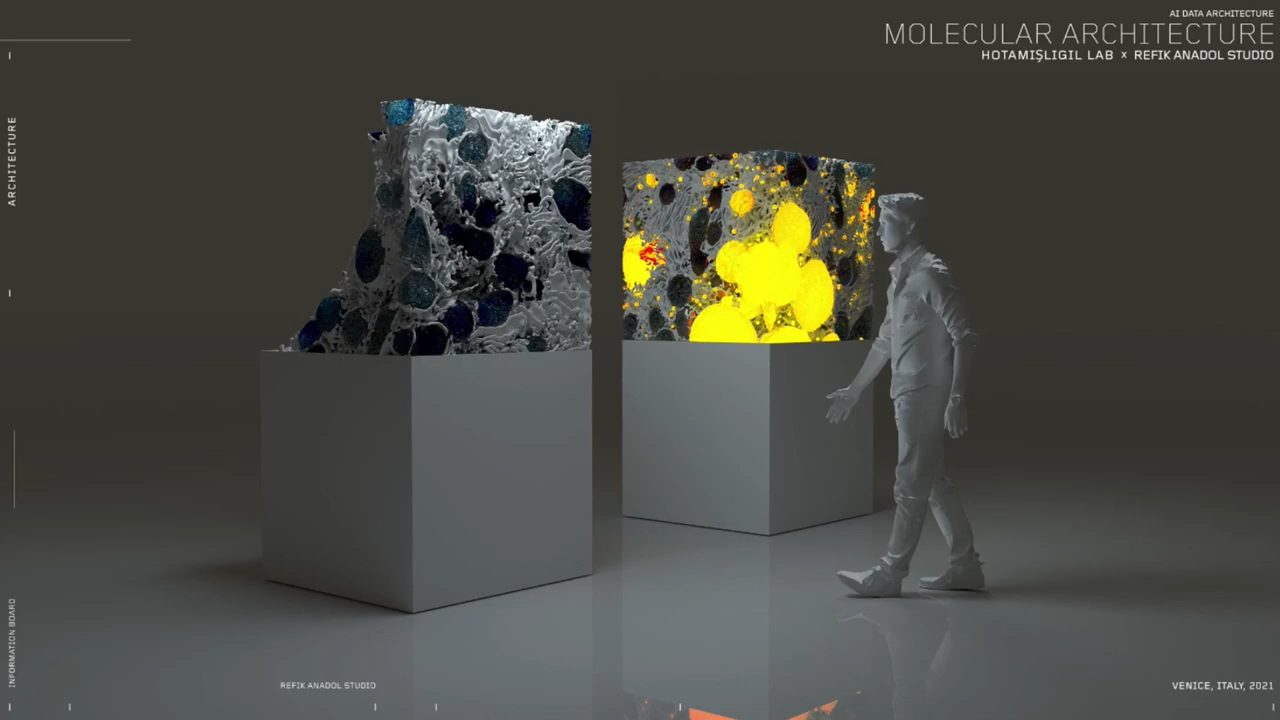 AI DATA ARCHITECTURE
MOLECULAR ARCHITECTURE
HOTAMIŞLIGIL LAB x REFIK ANADOL STUDIO
ARCHITECTURE
INFORMATION BOARD
REFIK ANADOL STUDIO
VENICE, ITALY, 2021